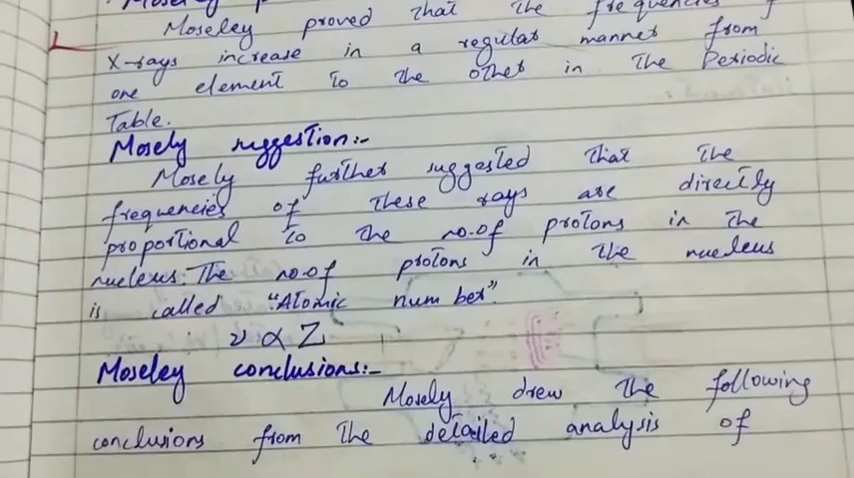 Moseley proved that the frequencies
X-rays increase in a regular manner from
one element to the other in the Periodic
Table.
Mosely suggestion:-
Mosely further suggested that the
frequencies of these rays are directly
proportional to the no.of protons in the
nucleus. The no.of protons in the nucleus
is called "Atomic number".
ν ∝ Z
Moseley conclusions:-
Mosely drew the following
conclusions from the detailed analysis of